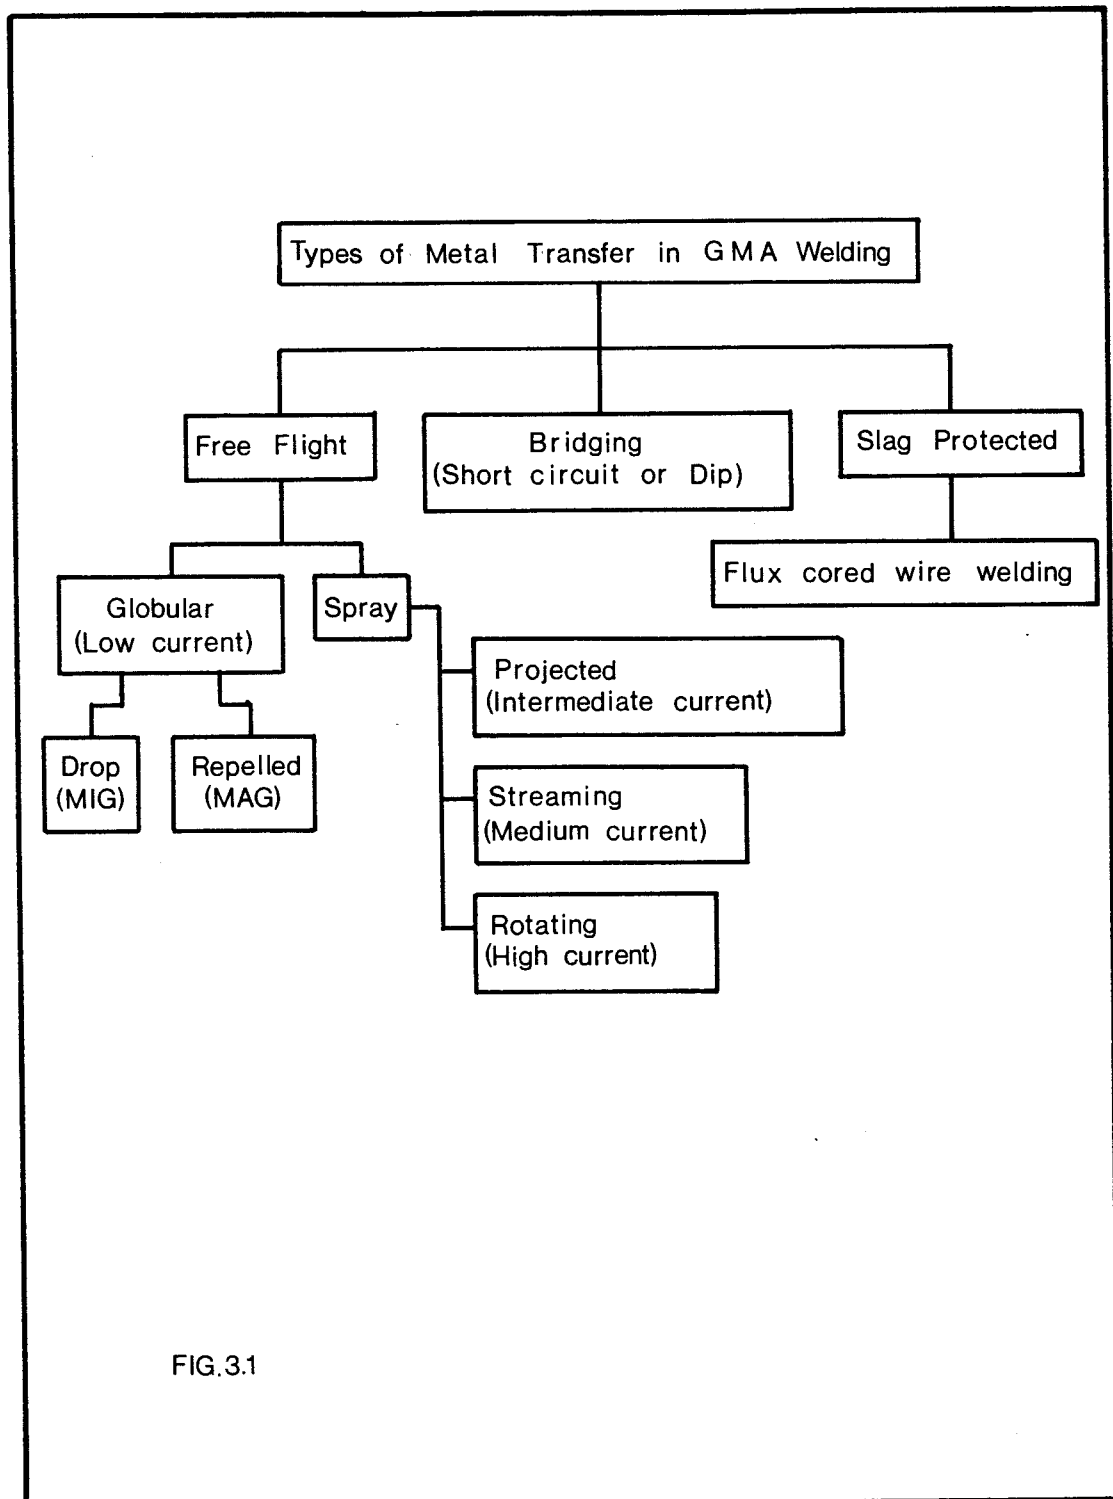 Types of Metal Transfer in GMA Welding
Free Flight
Bridging
(Short circuit or Dip)
Slag Protected
Flux cored wire welding
Globular
(Low current)
Spray
Projected
(Intermediate current)
Drop
(MIG)
Repelled
(MAG)
Streaming
(Medium current)
Rotating
(High current)
FIG.3.1